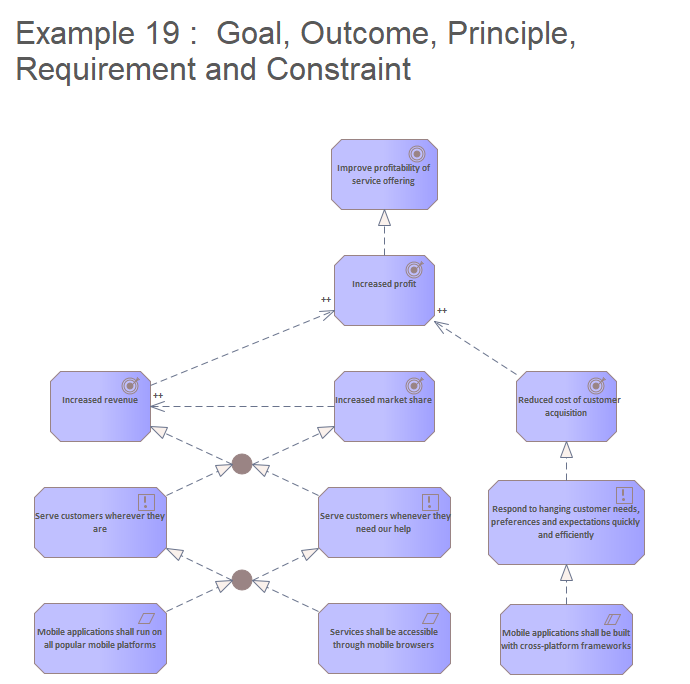 Example 19 :  Goal, Outcome, Principle,
Requirement and Constraint
Improve profitability of
service offering
Increased profit
++
++
Increased revenue
++
Increased market share
Reduced cost of customer
acquisition
Serve customers wherever they
are
Serve customers whenever they
need our help
Respond to hanging customer needs,
preferences and expectations quickly
and efficiently
Mobile applications shall run on
all popular mobile platforms
Services shall be accessible
through mobile browsers
Mobile applications shall be built
with cross-platform frameworks